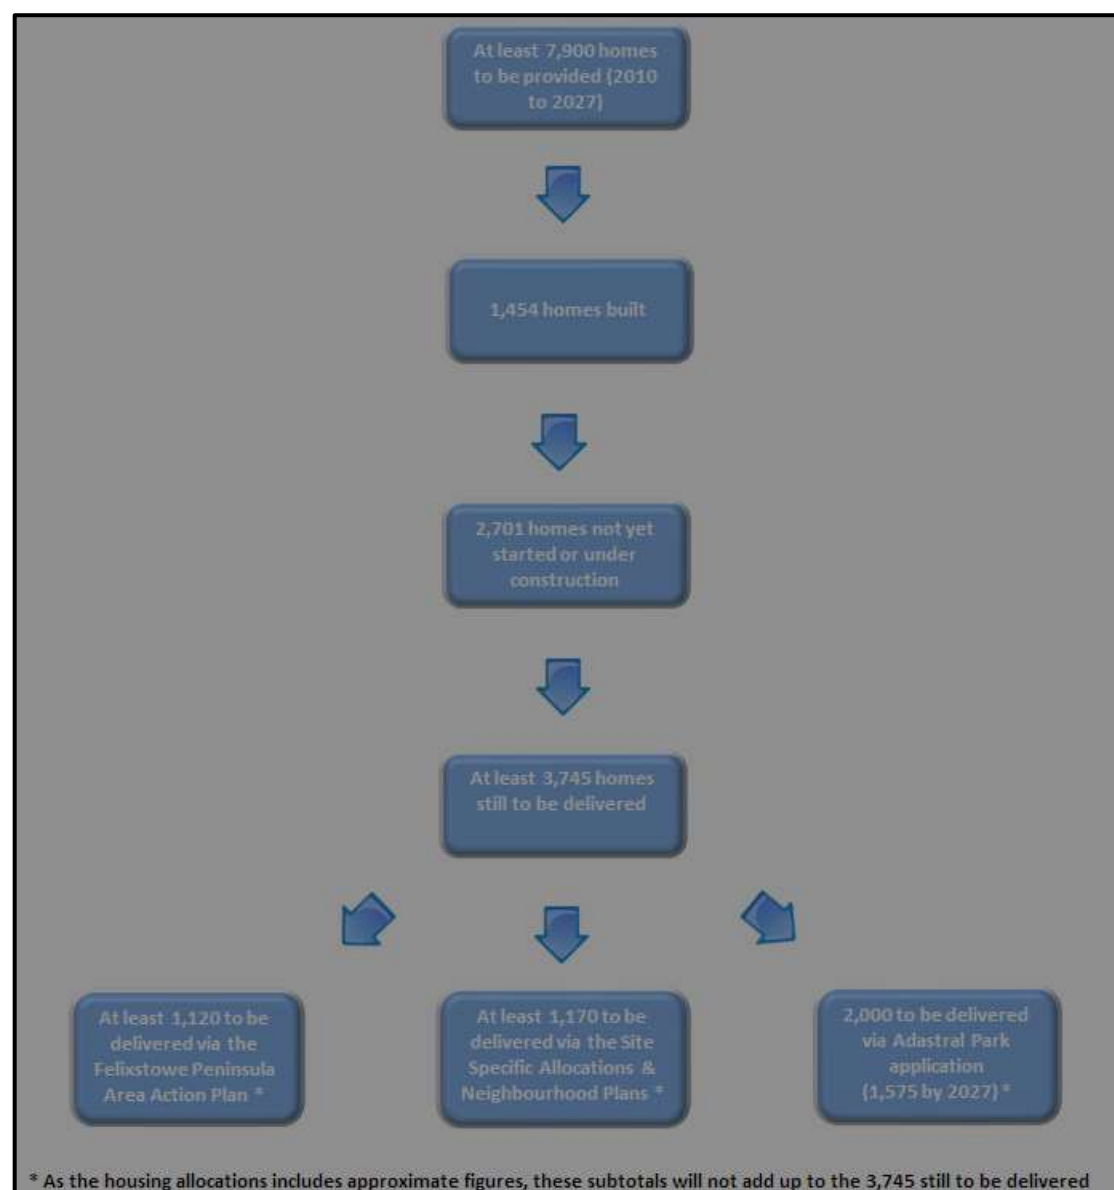 At least 7,900 homes
to be provided (2010
to 2027)
1,454 homes built
2,701 homes not yet
started or under
construction
At least 3,745 homes
still to be delivered
At least 1,120 to be
delivered via the
Felixstowe Peninsula
Area Action Plan *
At least 1,170 to be
delivered via the Site
Specific Allocations &
Neighbourhood Plans *
2,000 to be delivered
via Adastral Park
application
(1,575 by 2027) *
* As the housing allocations includes approximate figures, these subtotals will not add up to the 3,745 still to be delivered